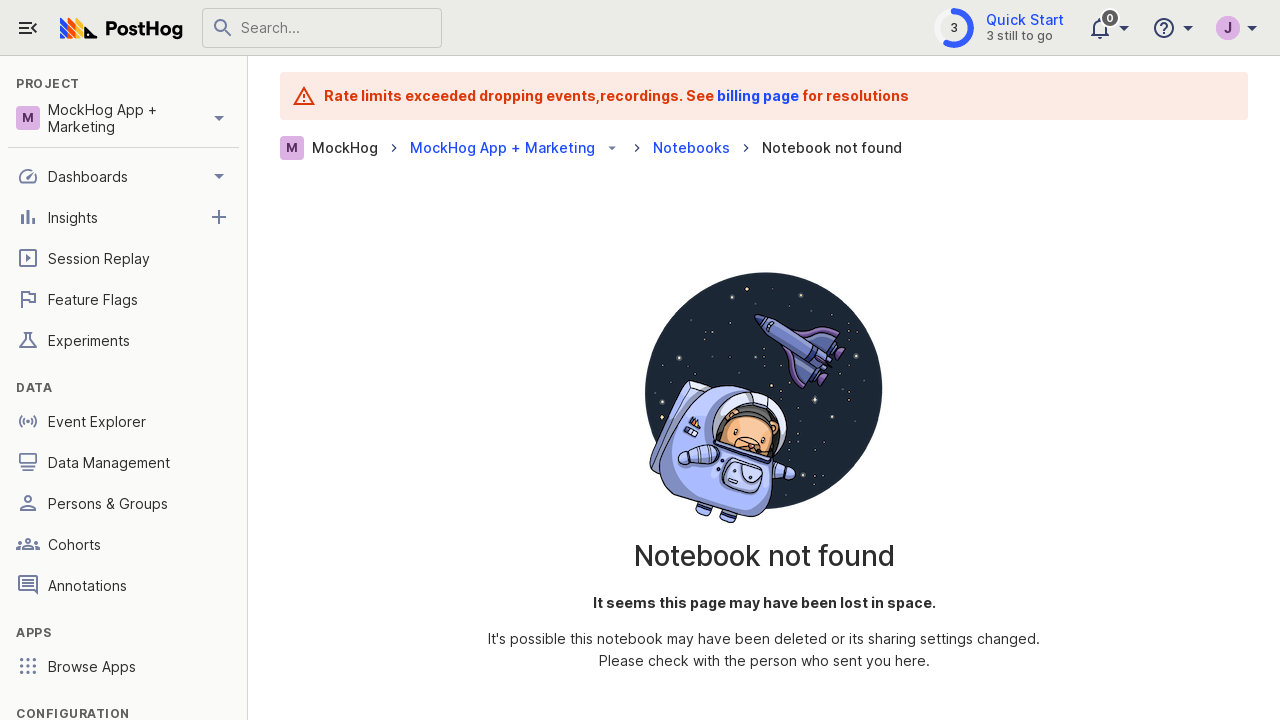 PostHog
Search...
3
Quick Start
3 still to go
0
J
PROJECT
M
MockHog App +
Marketing
Dashboards
Insights
Session Replay
Feature Flags
Experiments
DATA
Event Explorer
Data Management
Persons & Groups
Cohorts
Annotations
APPS
Browse Apps
CONFIGURATION
Rate limits exceeded dropping events,recordings. See billing page for resolutions
M MockHog > MockHog App + Marketing > Notebooks > Notebook not found
Notebook not found
It seems this page may have been lost in space.
It's possible this notebook may have been deleted or its sharing settings changed.
Please check with the person who sent you here.